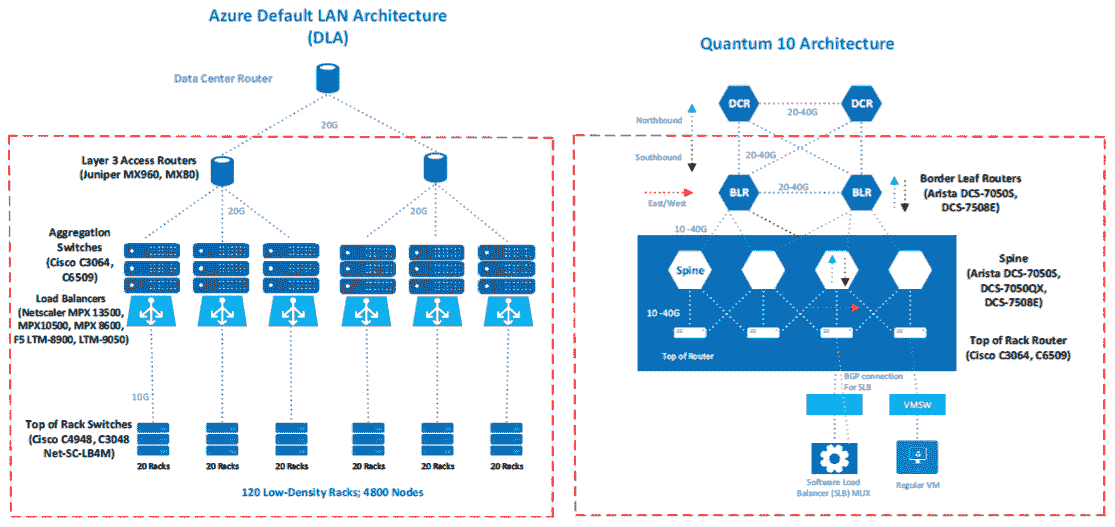 Azure Default LAN Architecture
(DLA)
Data Center Router
20G
Layer 3 Access Routers
(Juniper MX960, MX80)
20G
20G
Aggregation
Switches
(Cisco C3064,
C6509)
Load Balancers
(Netscaler MPX 13500,
MPX10500, MPX 8600,
F5 LTM-8900, LTM-9050)
10G
Top of Rack Switches
(Cisco C4948, C3048
Net-SC-LB4M)
20 Racks
20 Racks
20 Racks
20 Racks
20 Racks
20 Racks
120 Low-Density Racks; 4800 Nodes
Quantum 10 Architecture
DCR
20-40G
DCR
Northbound
Southbound
20-40G
BLR
20-40G
BLR
East/West
Border Leaf Routers
(Arista DCS-7050S,
DCS-7508E)
10 -40G
Spine
Spine
(Arista DCS-7050S,
DCS-7050QX,
DCS-7508E)
10 -40G
Top of Router
Top of Rack Router
(Cisco C3064, C6509)
BGP connection
For SLB
VMSW
Software Load
Balancer (SLB) MUX
Regular VM